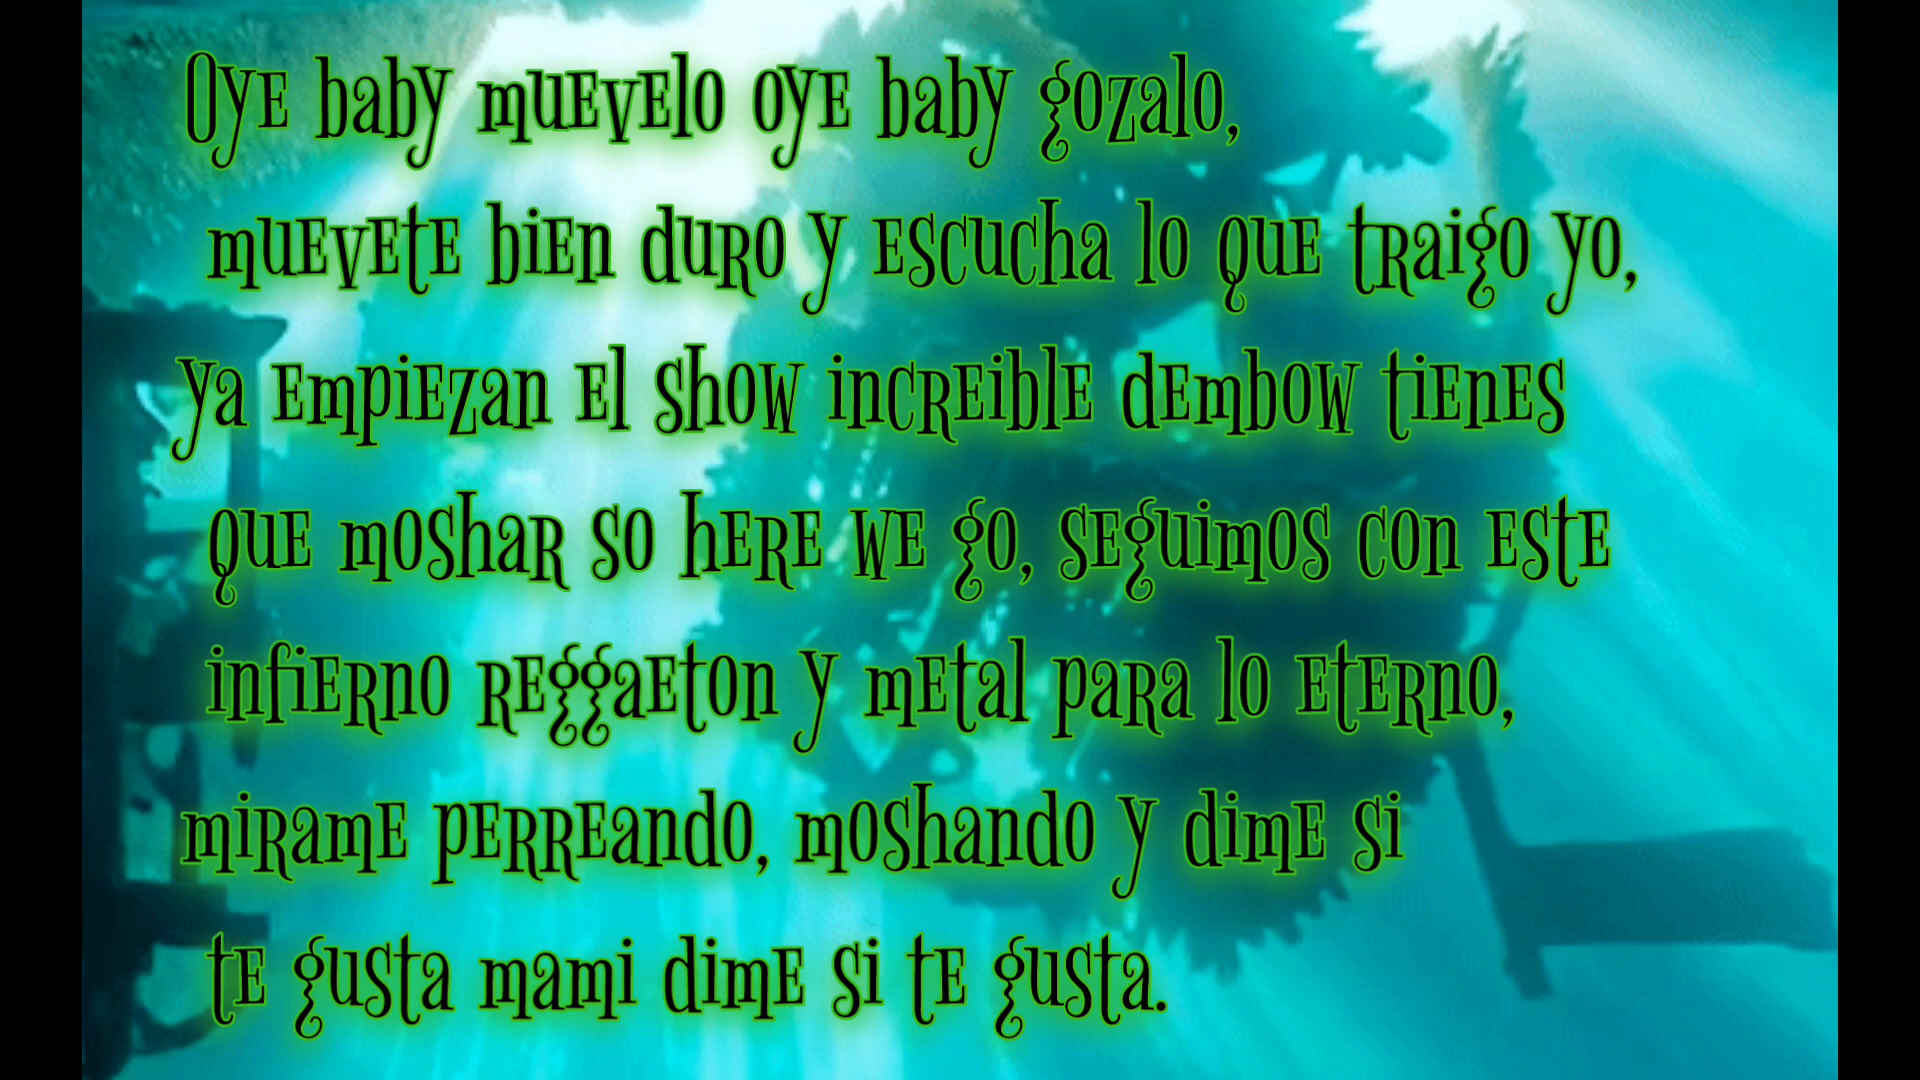 Oye baby muevelo oye baby gozalo,
muevete bien duro y escucha lo que traigo yo,
ya empiezan el show increible dembow tienes
que moshar so here we go, seguimos con este
infierno reggaeton y metal para lo eterno,
mirame perreando, moshando y dime si
te gusta mami dime si te gusta.